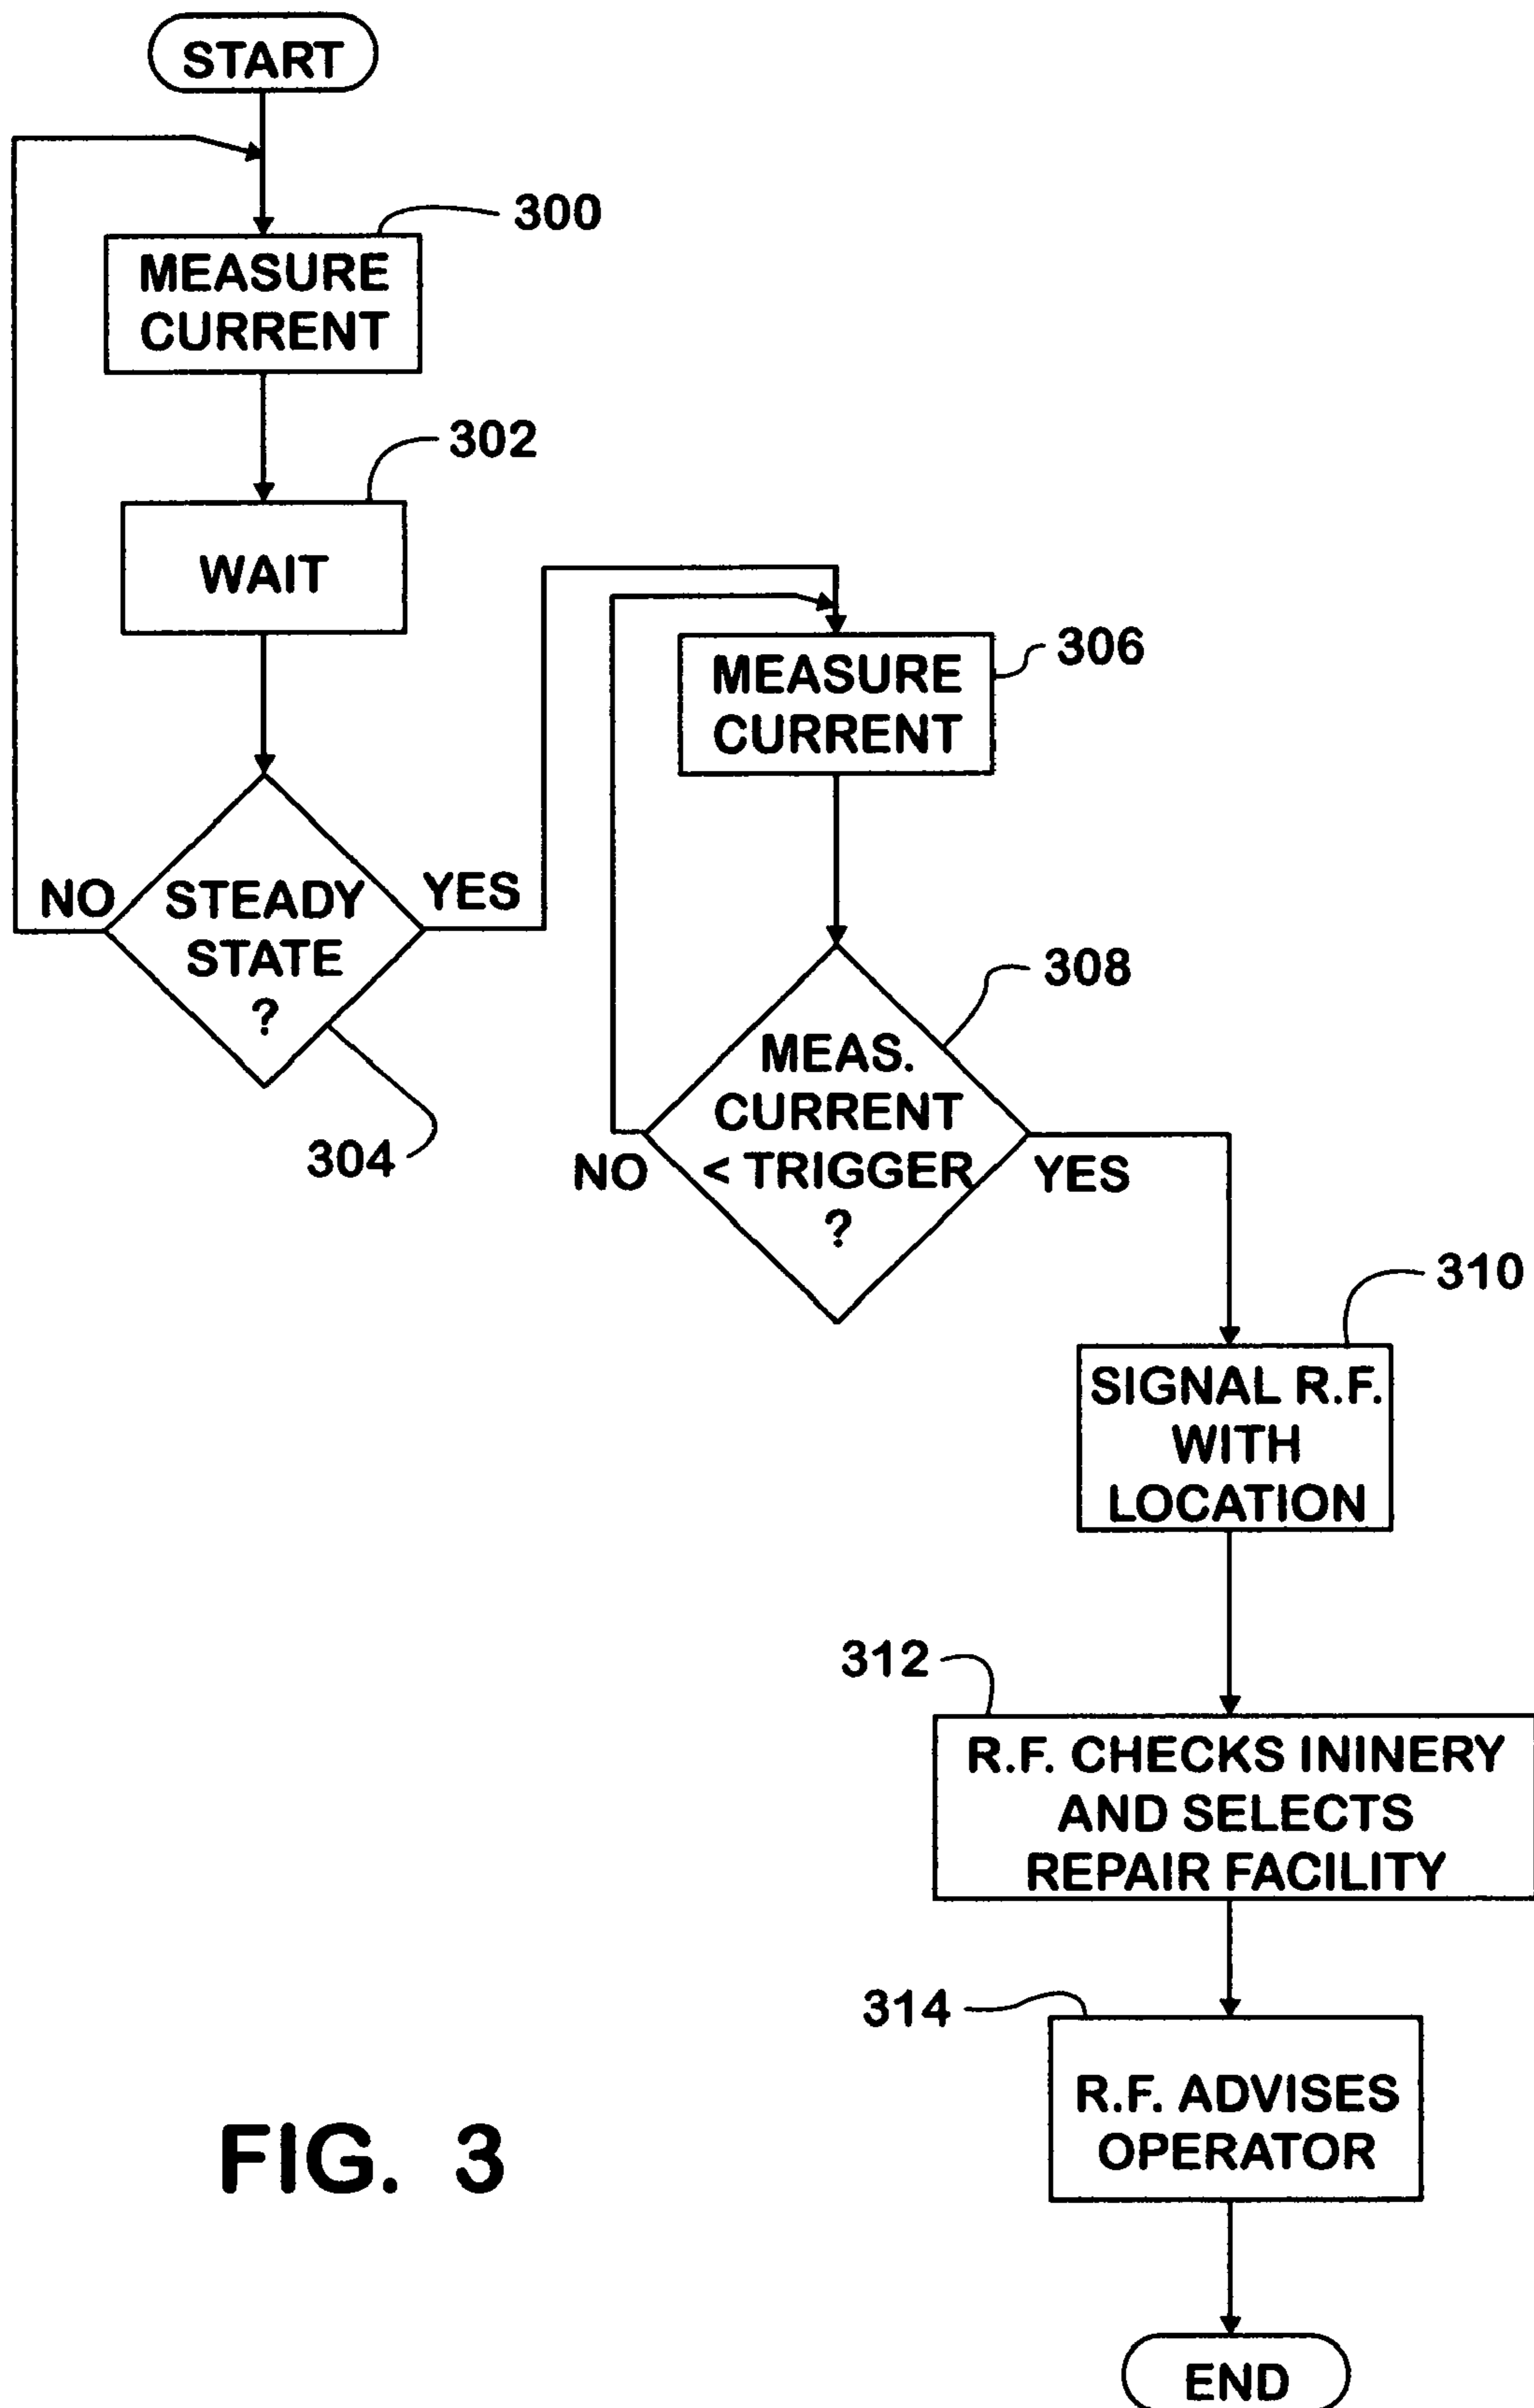 START
300
MEASURE
CURRENT
302
WAIT
NO
STEADY
STATE
?
YES
304
306
MEASURE
CURRENT
308
MEAS.
CURRENT
< TRIGGER
?
NO
YES
310
SIGNAL R.F.
WITH
LOCATION
312
R.F. CHECKS ININERY
AND SELECTS
REPAIR FACILITY
314
R.F. ADVISES
OPERATOR
END
FIG. 3